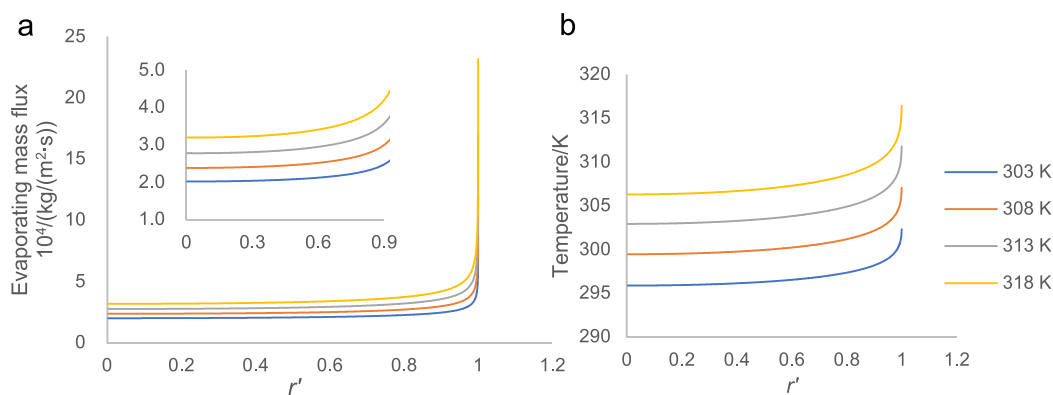 a
Evaporating mass flux
10⁴/(kg/(m²·s))
25
20
15
10
5
0
0 0.2 0.4 0.6 0.8 1 1.2
r'
5.0
4.0
3.0
2.0
1.0
0 0.3 0.6 0.9
b
Temperature/K
320
315
310
305
300
295
290
0 0.2 0.4 0.6 0.8 1 1.2
r'
303 K
308 K
313 K
318 K